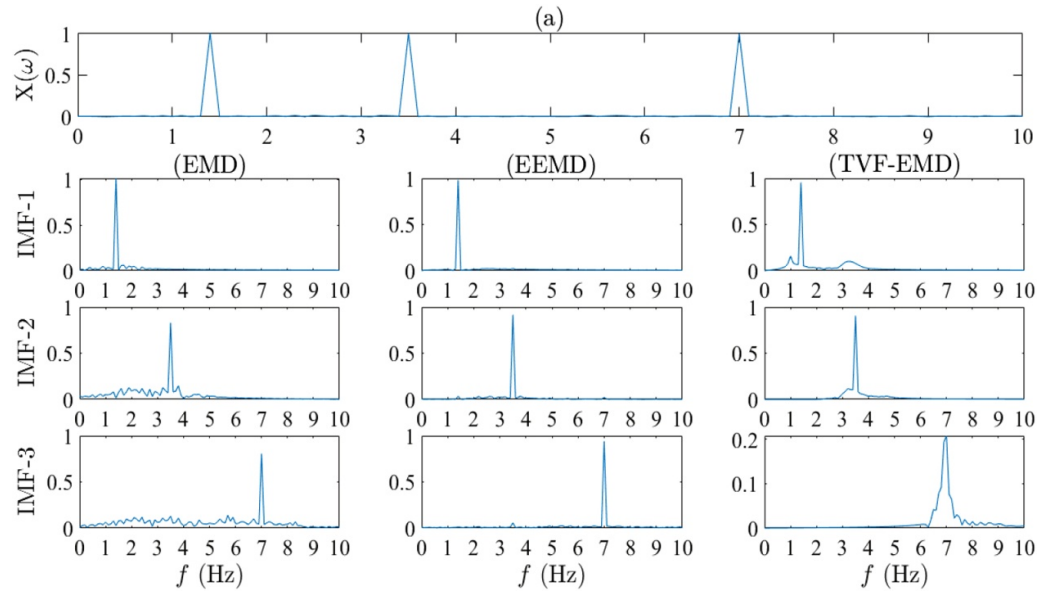 (a)
X(ω)
1
0.5
0
0 1 2 3 4 5 6 7 8 9 10
(EMD) (EEMD) (TVF-EMD)
IMF-1
1 1 1
0.5 0.5 0.5
0 0 0
0 1 2 3 4 5 6 7 8 9 10 0 1 2 3 4 5 6 7 8 9 10 0 1 2 3 4 5 6 7 8 9 10
IMF-2
1 1 1
0.5 0.5 0.5
0 0 0
0 1 2 3 4 5 6 7 8 9 10 0 1 2 3 4 5 6 7 8 9 10 0 1 2 3 4 5 6 7 8 9 10
IMF-3
1 1 0.2
0.5 0.5 0.1
0 0 0
0 1 2 3 4 5 6 7 8 9 10 0 1 2 3 4 5 6 7 8 9 10 0 1 2 3 4 5 6 7 8 9 10
f (Hz) f (Hz) f (Hz)